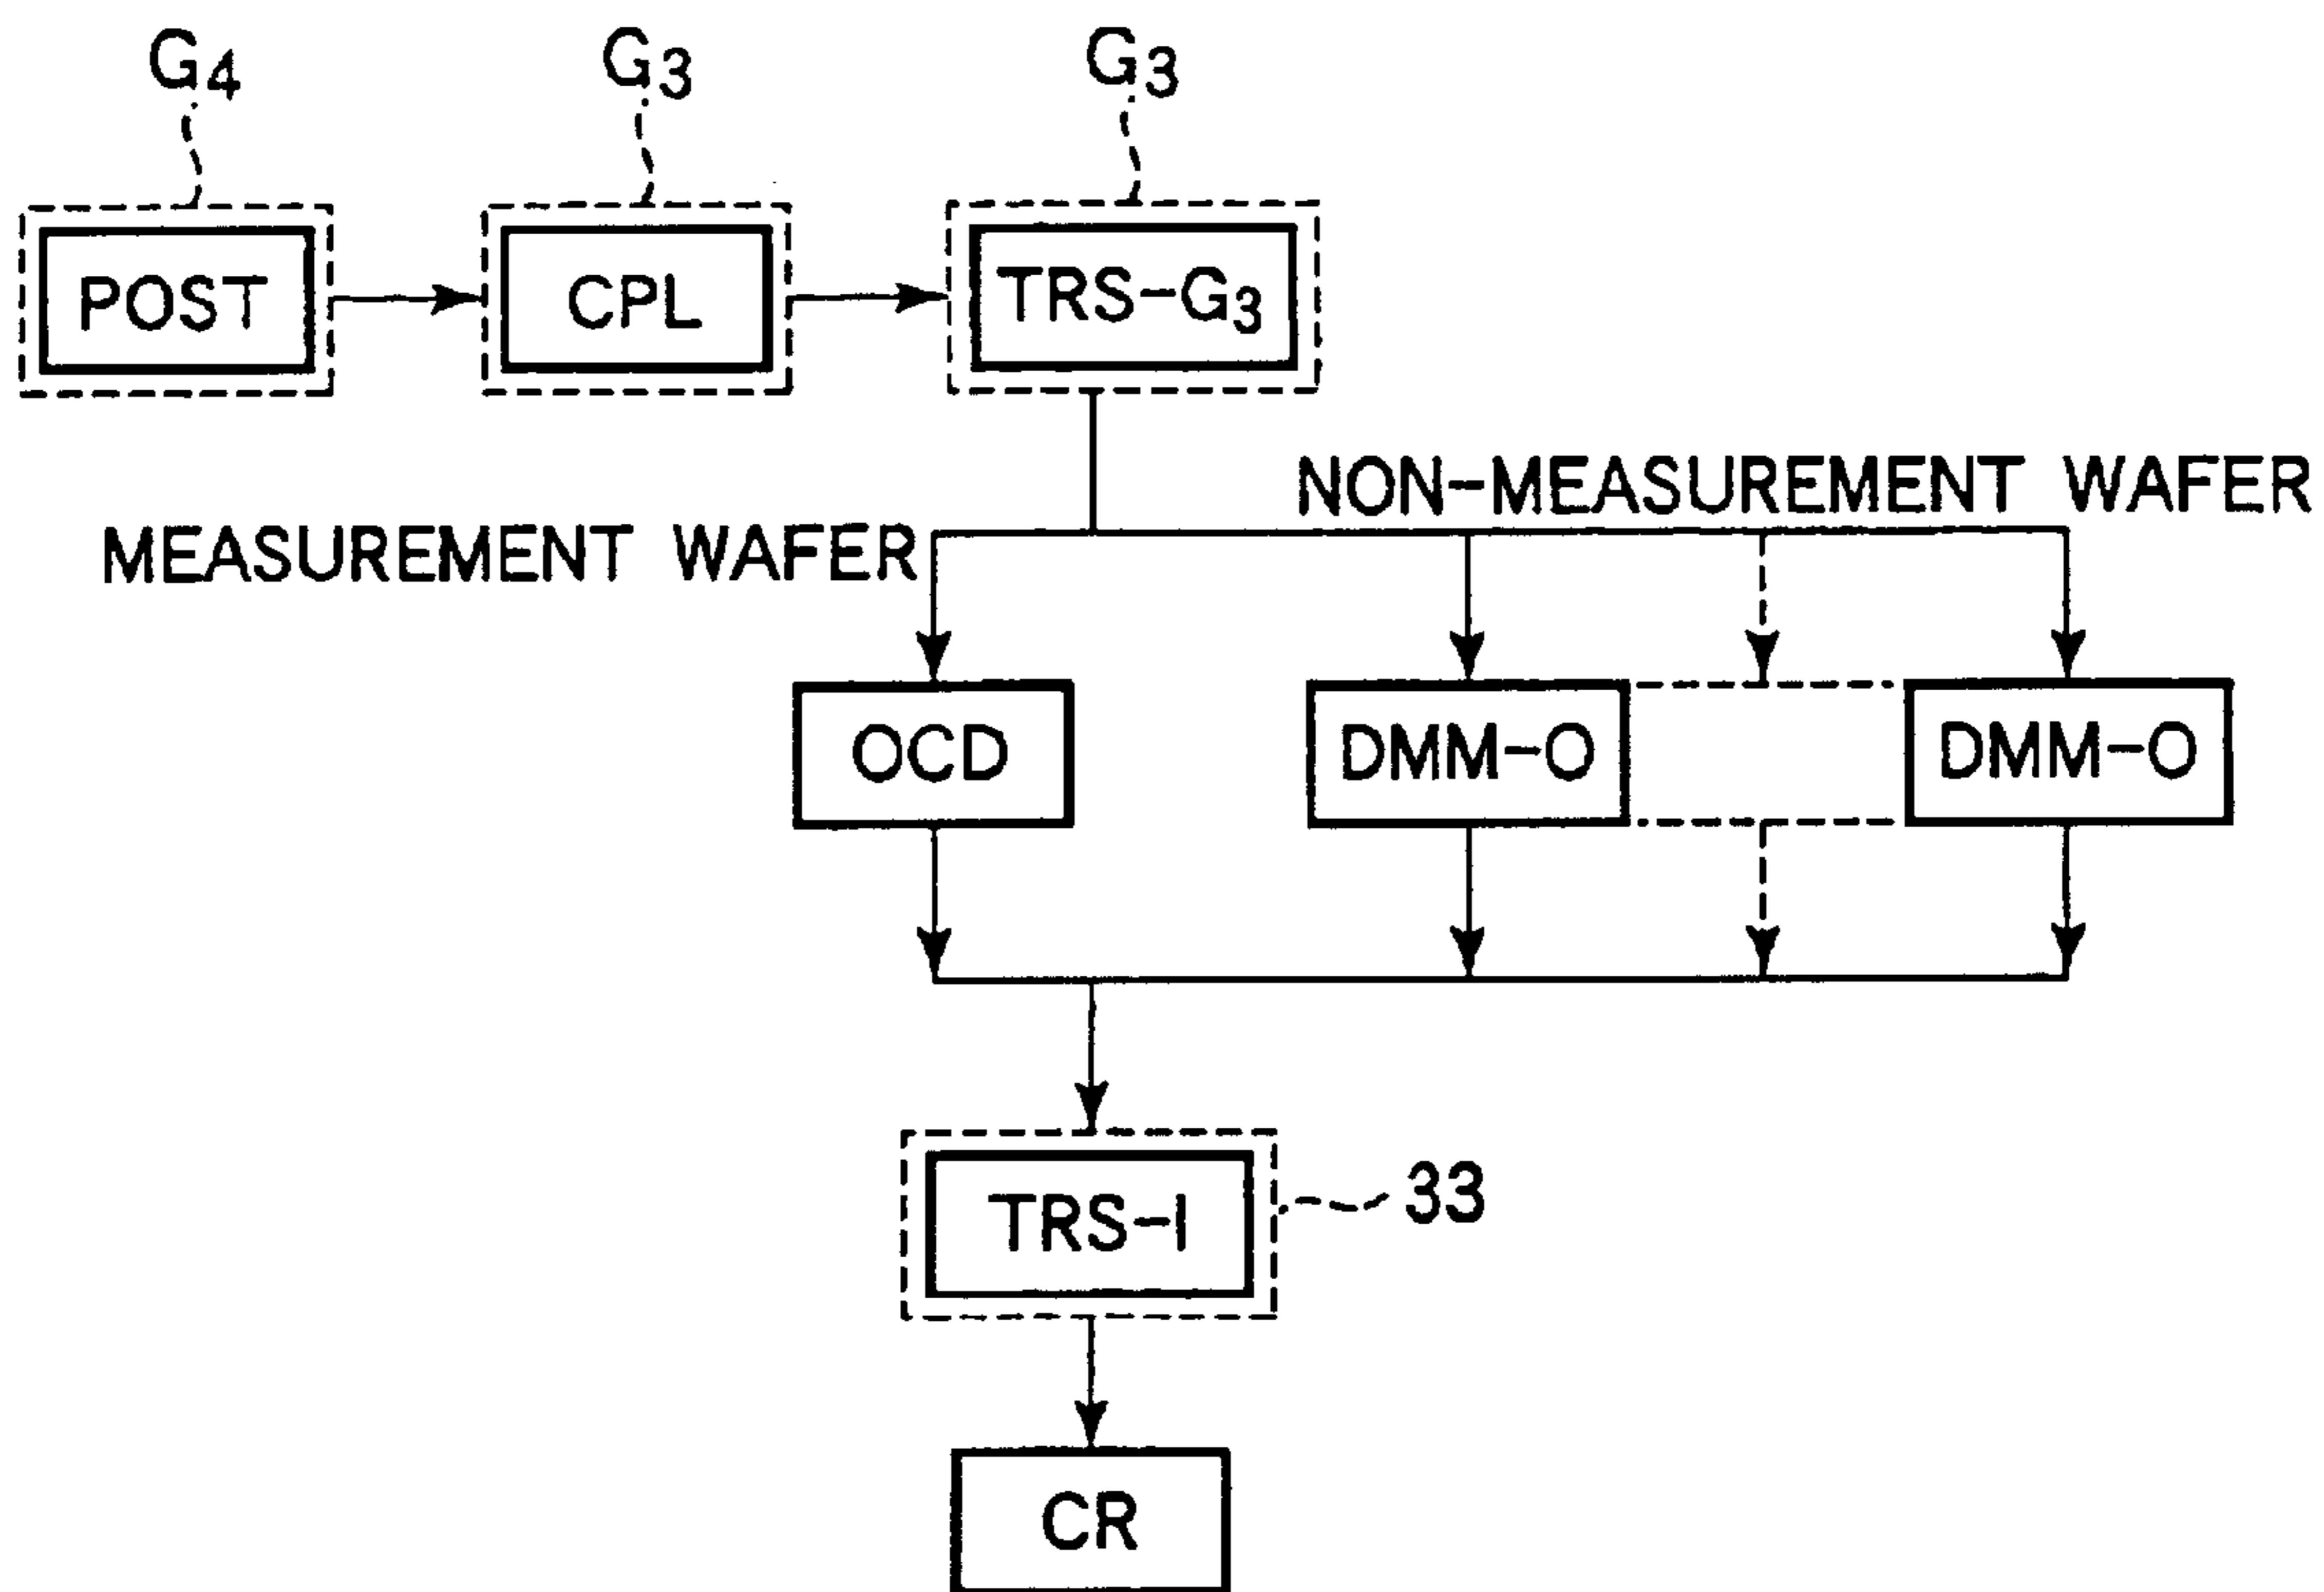 G4 G3 G3
POST CPL TRS-G3
NON-MEASUREMENT WAFER
MEASUREMENT WAFER
OCD DMM-O DMM-O
TRS-I 33
CR